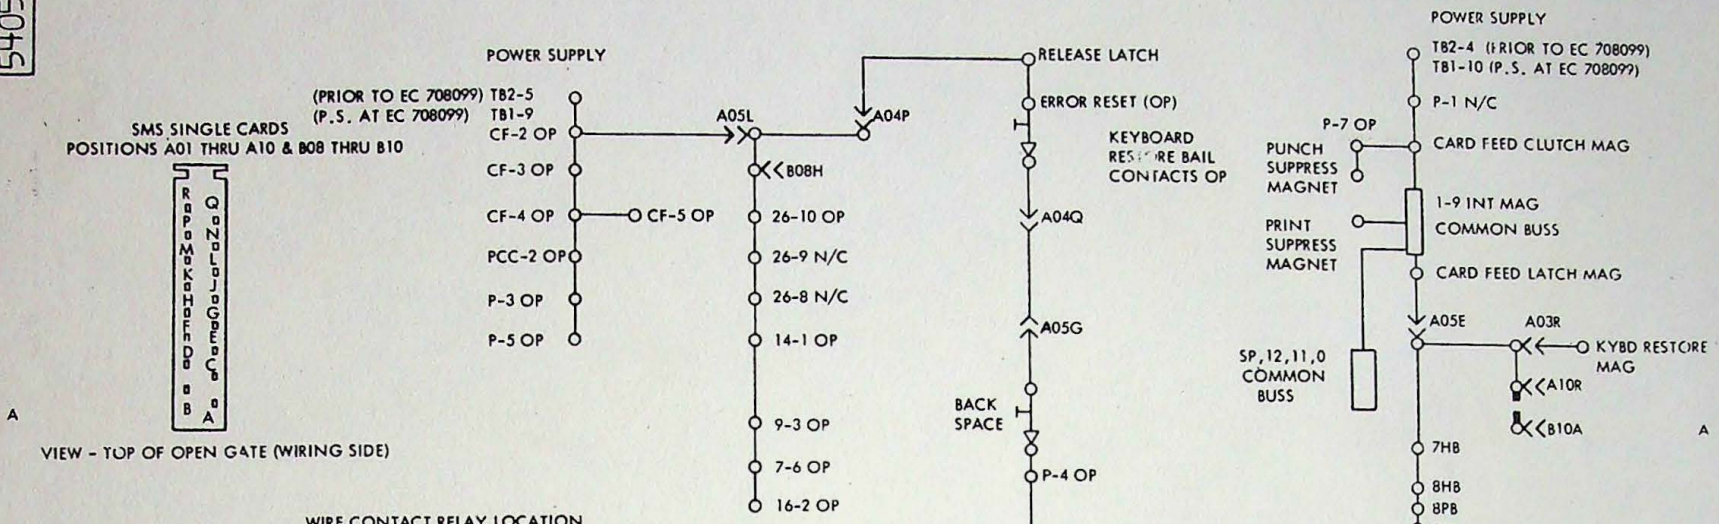 5405
POWER SUPPLY
(PRIOR TO EC 708099) TB2-5
(P.S. AT EC 708099) TB1-9
CF-2 OP
CF-3 OP
CF-4 OP
CF-5 OP
PCC-2 OP
P-3 OP
P-5 OP
SMS SINGLE CARDS
POSITIONS A01 THRU A10 & B08 THRU B10
R P M K H F D B
Q N L J G E C A
VIEW - TOP OF OPEN GATE (WIRING SIDE)
A
WIRE CONTACT RELAY LOCATION
A05L
A04P
B08H
26-10 OP
26-9 N/C
26-8 N/C
14-1 OP
9-3 OP
7-6 OP
16-2 OP
RELEASE LATCH
ERROR RESET (OP)
KEYBOARD
RESTORE BAIL
CONTACTS OP
A04Q
A05G
BACK
SPACE
P-4 OP
POWER SUPPLY
TB2-4 (PRIOR TO EC 708099)
TB1-10 (P.S. AT EC 708099)
P-1 N/C
P-7 OP
CARD FEED CLUTCH MAG
PUNCH
SUPPRESS
MAGNET
1-9 INT MAG
COMMON BUSS
PRINT
SUPPRESS
MAGNET
CARD FEED LATCH MAG
A05E
A03R
KYBD RESTORE
MAG
SP,12,11,0
COMMON
BUSS
A10R
B10A
A
7HB
8HB
8PB